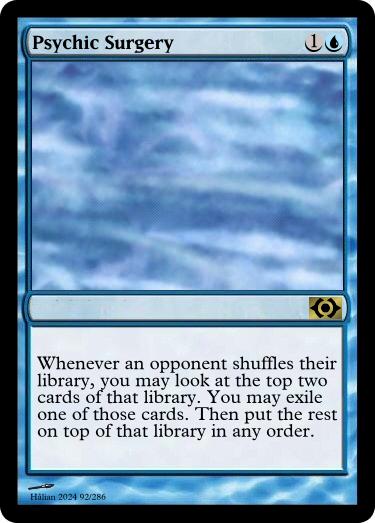 Psychic Surgery 1
Whenever an opponent shuffles their
library, you may look at the top two
cards of that library. You may exile
one of those cards. Then put the rest
on top of that library in any order.
Hålian 2024 92/286